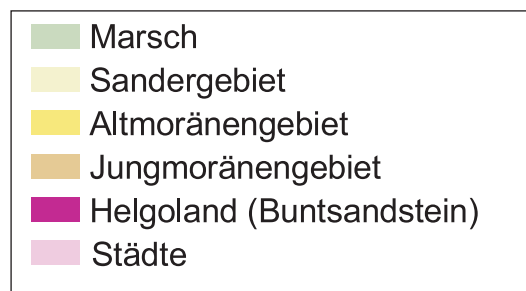 Marsch
Sandergebiet
Altmoränengebiet
Jungmoränengebiet
Helgoland (Buntsandstein)
Städte